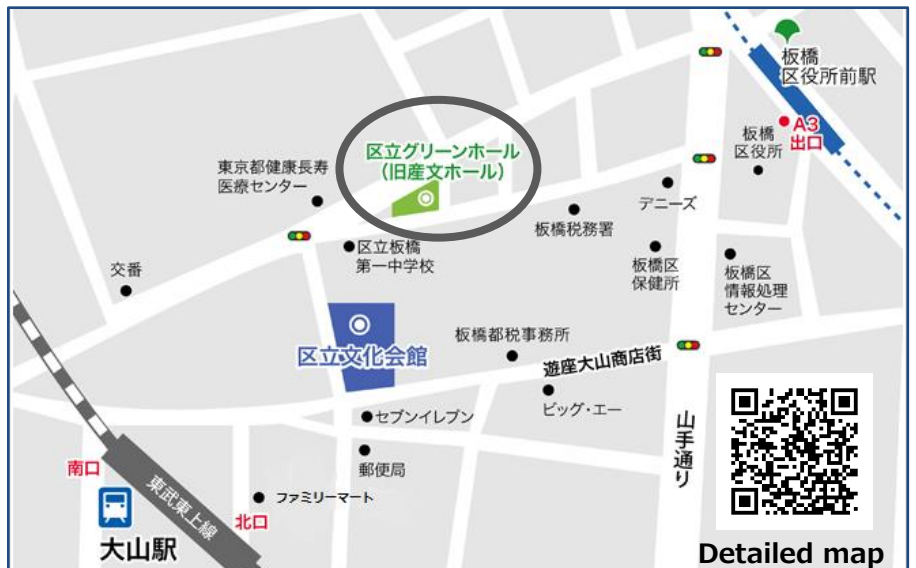 板橋
区役所前駅
A3
出口
板橋
区役所
区立グリーンホール
（旧産文ホール）
東京都健康長寿
医療センター
デニーズ
板橋税務署
区立板橋
第一中学校
板橋区
保健所
板橋区
情報処理
センター
交番
区立文化会館
板橋都税事務所
遊座大山商店街
ビッグ・エー
セブンイレブン
山手通り
郵便局
南口
東武東上線
ファミリーマート
北口
大山駅
Detailed map